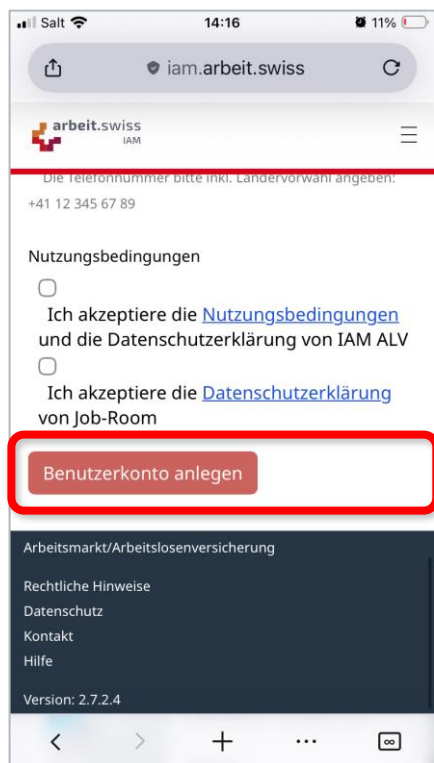 Salt 14:16 11%
iam.arbeit.swiss
arbeit.swiss
IAM
Die Telefonnummer bitte inkl. Ländervorwahl angeben:
+41 12 345 67 89
Nutzungsbedingungen
Ich akzeptiere die Nutzungsbedingungen
und die Datenschutzerklärung von IAM ALV
Ich akzeptiere die Datenschutzerklärung
von Job-Room
Benutzerkonto anlegen
Arbeitsmarkt/Arbeitslosenversicherung
Rechtliche Hinweise
Datenschutz
Kontakt
Hilfe
Version: 2.7.2.4